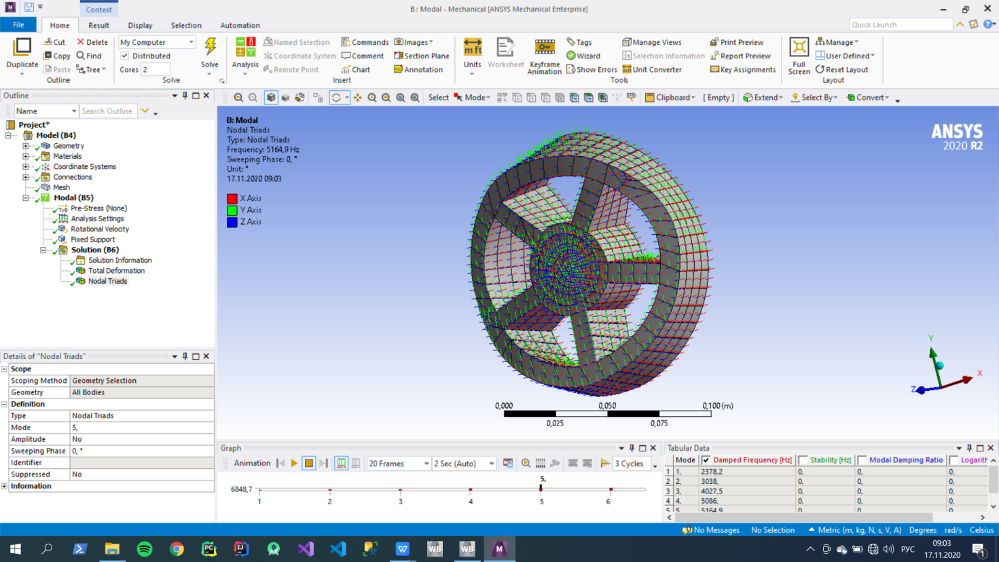 Context
B : Modal - Mechanical [ANSYS Mechanical Enterprise]
File Home Result Display Selection Automation
Quick Launch
Duplicate
Cut
Copy
Paste
Delete
Find
Tree
Outline
My Computer
Distributed
Cores 2
Solve
Solve
Analysis
Named Selection
Coordinate System
Remote Point
Commands
Comment
Chart
Images
Section Plane
Annotation
Insert
Units
Worksheet
Keyframe
Animation
Tags
Wizard
Show Errors
Manage Views
Selection Information
Unit Converter
Print Preview
Report Preview
Key Assignments
Tools
Full
Screen
Manage
User Defined
Reset Layout
Layout
Outline
Name Search Outline
Select Mode Clipboard [ Empty ] Extend Select By Convert
Project*
Model (B4)
Geometry
Materials
Coordinate Systems
Connections
Mesh
Modal (B5)
Pre-Stress (None)
Analysis Settings
Rotational Velocity
Fixed Support
Solution (B6)
Solution Information
Total Deformation
Nodal Triads
B: Modal
Nodal Triads
Type: Nodal Triads
Frequency: 5164,9 Hz
Sweeping Phase: 0, °
Unit: °
17.11.2020 09:03
X Axis
Y Axis
Z Axis
ANSYS
2020 R2
Y
X
Z
0,000 0,050 0,100 (m)
0,025 0,075
Details of "Nodal Triads"
Scope
Scoping Method Geometry Selection
Geometry All Bodies
Definition
Type Nodal Triads
Mode 5,
Amplitude No
Sweeping Phase 0, °
Identifier
Suppressed No
Information
Graph
Animation 20 Frames 2 Sec (Auto) 3 Cycles
5,
6848,7
1 2 3 4 5 6
Tabular Data
Mode Damped Frequency [Hz] Stability [Hz] Modal Damping Ratio Logarith
1 1, 2378,2 0, 0, 0,
2 2, 3038, 0, 0, 0,
3 3, 4027,5 0, 0, 0,
4 4, 5086, 0, 0, 0,
5 5, 5164,9 0, 0, 0,
No Messages No Selection Metric (m, kg, N, s, V, A) Degrees rad/s Celsius
РУС
09:03
17.11.2020
1